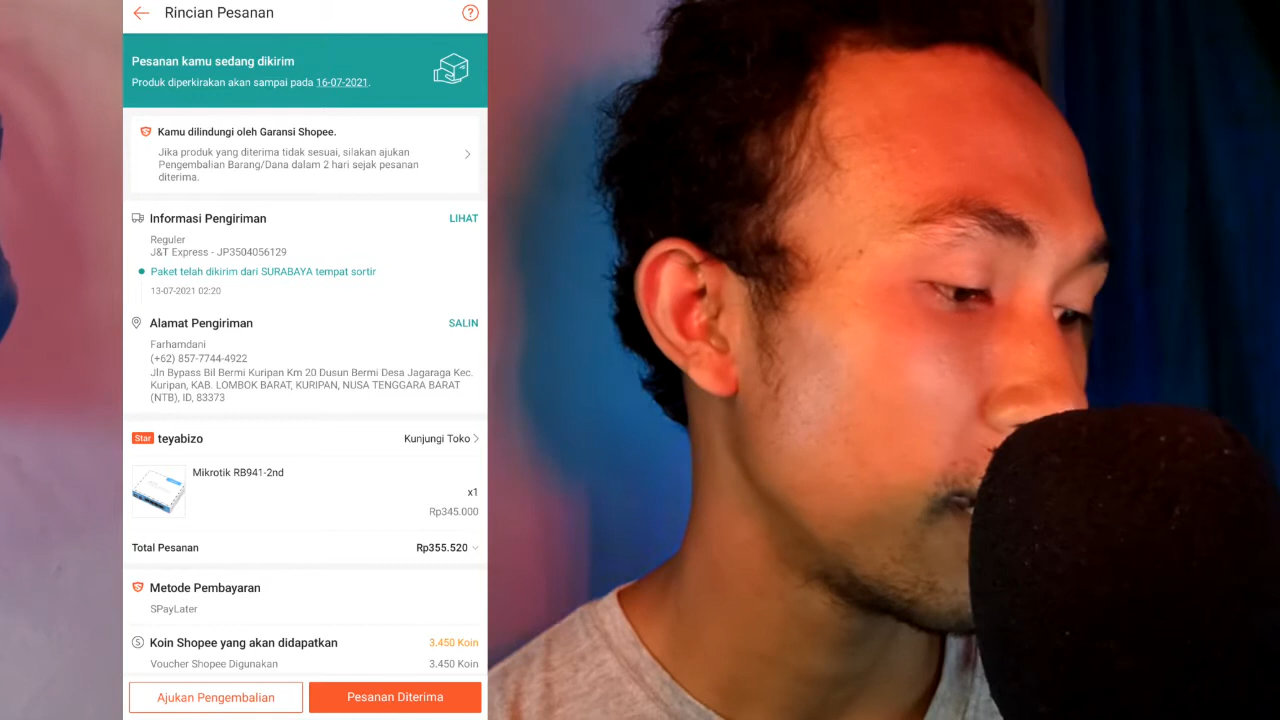 Rincian Pesanan
?
Pesanan kamu sedang dikirim
Produk diperkirakan akan sampai pada 16-07-2021.
Kamu dilindungi oleh Garansi Shopee.
Jika produk yang diterima tidak sesuai, silakan ajukan
Pengembalian Barang/Dana dalam 2 hari sejak pesanan
diterima.
Informasi Pengiriman LIHAT
Reguler
J&T Express - JP3504056129
Paket telah dikirim dari SURABAYA tempat sortir
13-07-2021 02:20
Alamat Pengiriman SALIN
Farhamdani
(+62) 857-7744-4922
Jln Bypass Bil Bermi Kuripan Km 20 Dusun Bermi Desa Jagaraga Kec.
Kuripan, KAB. LOMBOK BARAT, KURIPAN, NUSA TENGGARA BARAT
(NTB), ID, 83373
Star teyabizo Kunjungi Toko
Mikrotik RB941-2nd
x1
Rp345.000
Total Pesanan Rp355.520
Metode Pembayaran
SPayLater
S Koin Shopee yang akan didapatkan 3.450 Koin
Voucher Shopee Digunakan 3.450 Koin
Ajukan Pengembalian Pesanan Diterima